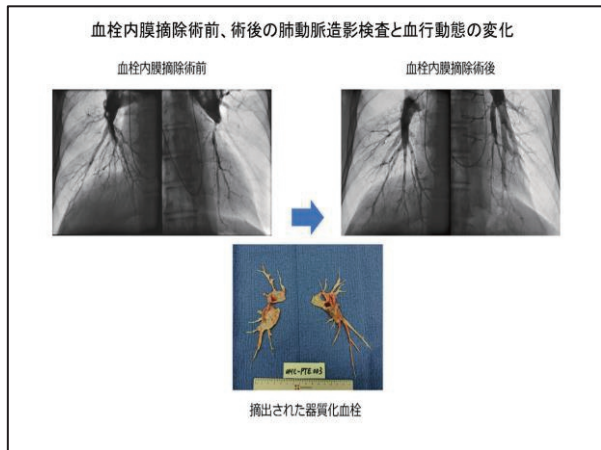 血栓内膜摘除術前、術後の肺動脈造影検査と血行動態の変化
血栓内膜摘除術前
血栓内膜摘除術後
摘出された器質化血栓